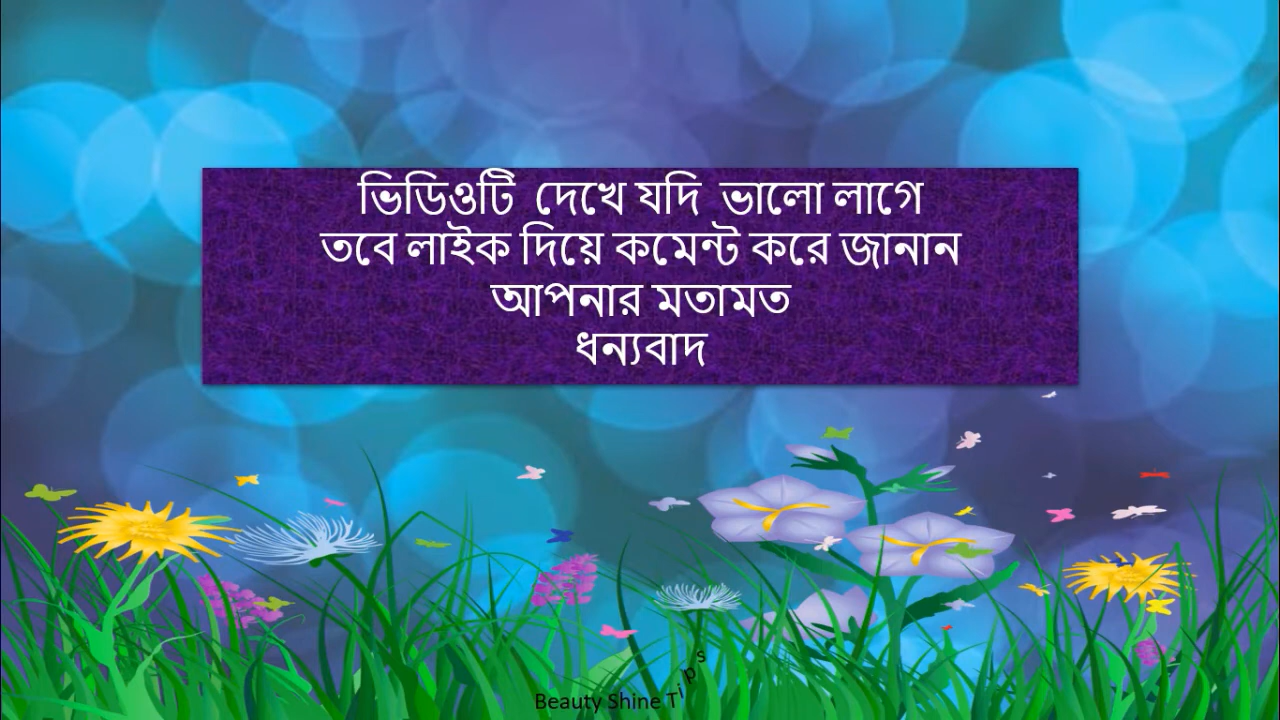 ভিডিওটি দেখে যদি ভালো লাগে
তবে লাইক দিয়ে কমেন্ট করে জানান
আপনার মতামত
ধন্যবাদ
Beauty Shine Tips